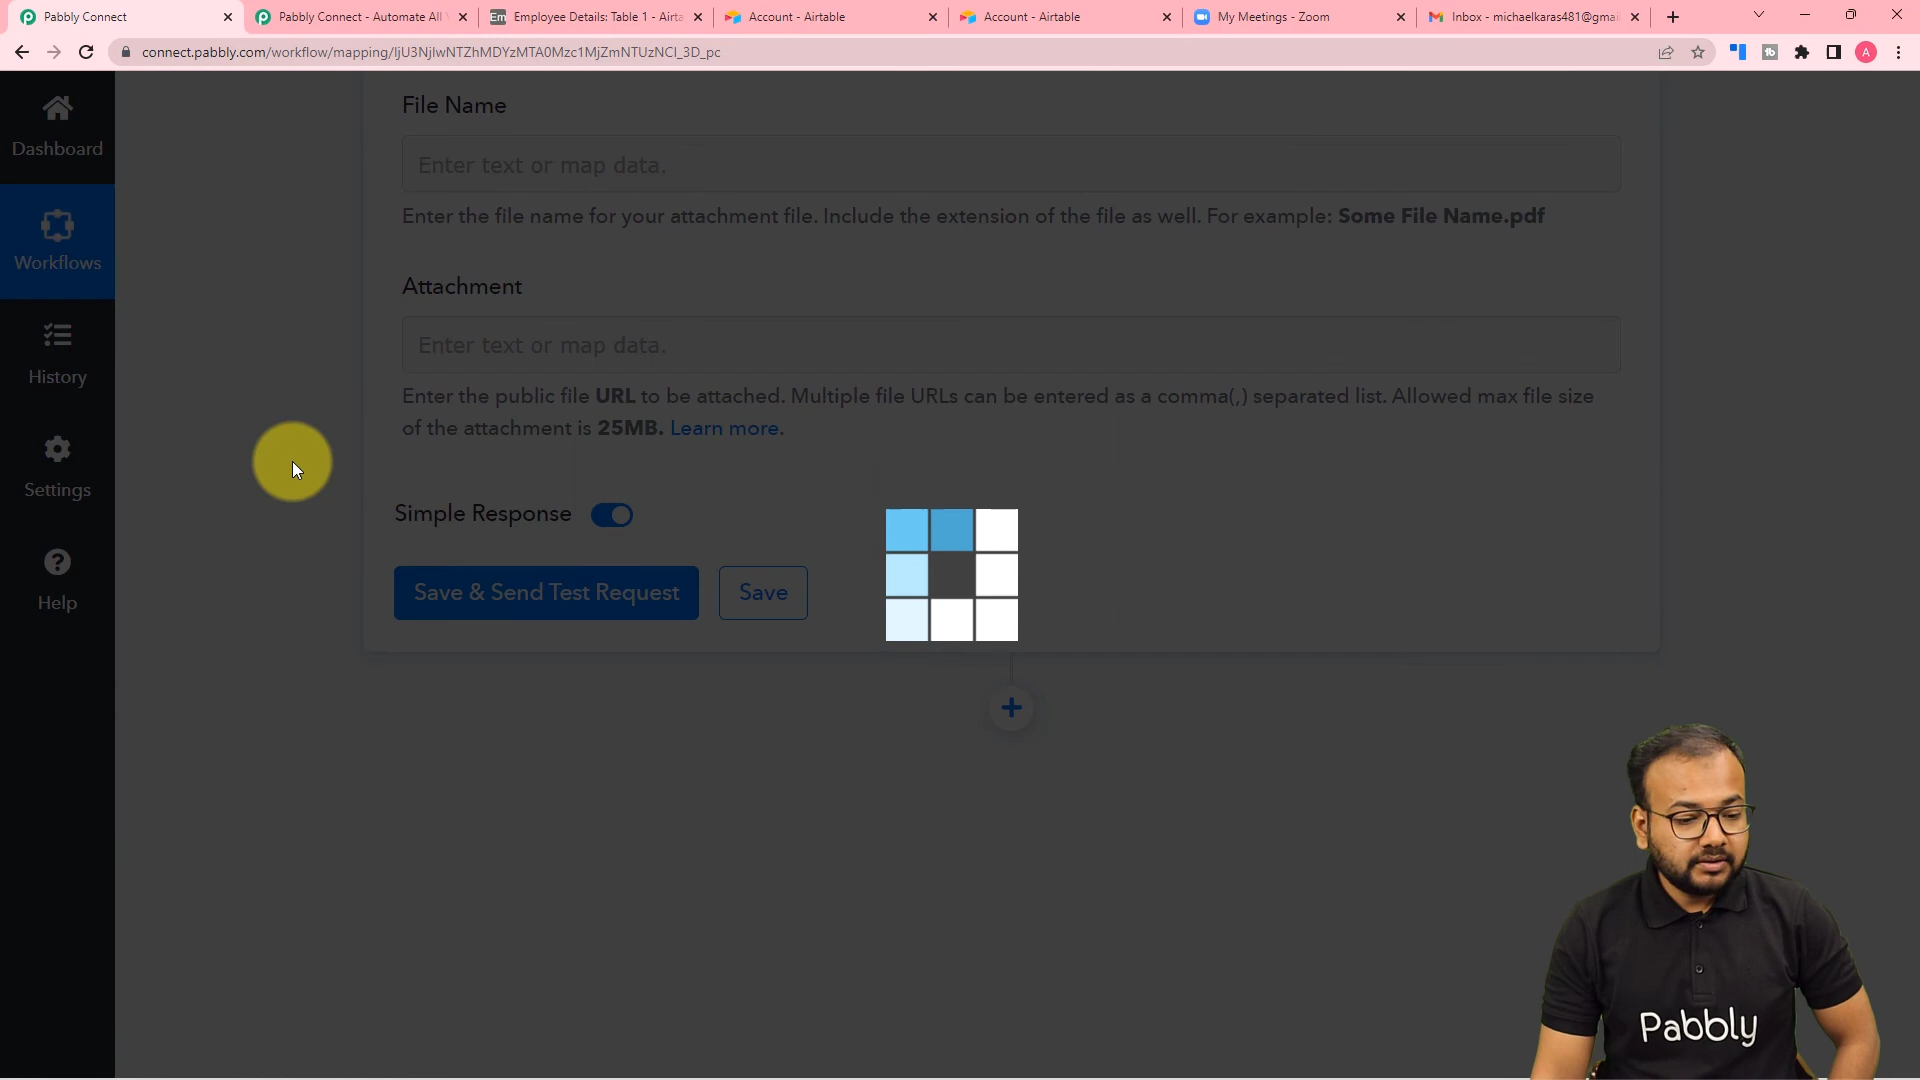 Pabbly Connect
Pabbly Connect - Automate All
Employee Details: Table 1 - Airta
Account - Airtable
Account - Airtable
My Meetings - Zoom
Inbox - michaelkaras481@gmai
connect.pabbly.com/workflow/mapping/IjU3NjIwNTZhMDYzMTA0Mzc1MjZmNTUzNCI_3D_pc
A
Dashboard
Workflows
History
Settings
Help
File Name
Enter text or map data.
Enter the file name for your attachment file. Include the extension of the file as well. For example: Some File Name.pdf
Attachment
Enter text or map data.
Enter the public file URL to be attached. Multiple file URLs can be entered as a comma(,) separated list. Allowed max file size
of the attachment is 25MB. Learn more.
Simple Response
Save & Send Test Request
Save
Pabbly